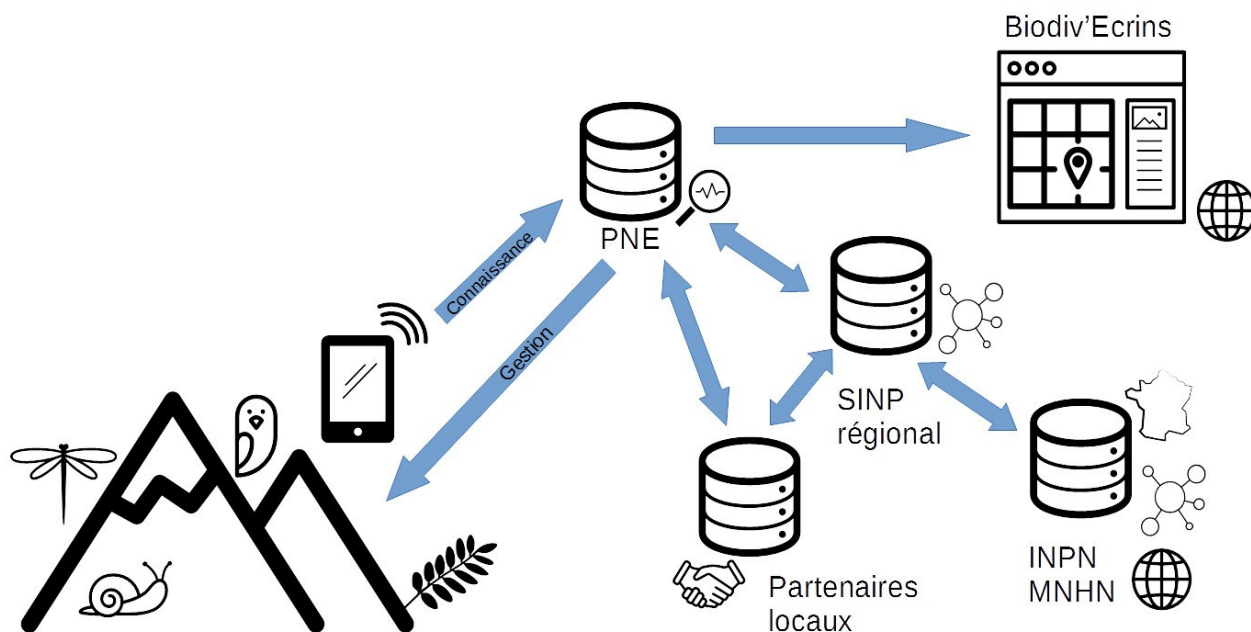 Biodiv'Ecrins
PNE
Connaissance
Gestion
SINP
régional
INPN
MNHN
Partenaires
locaux